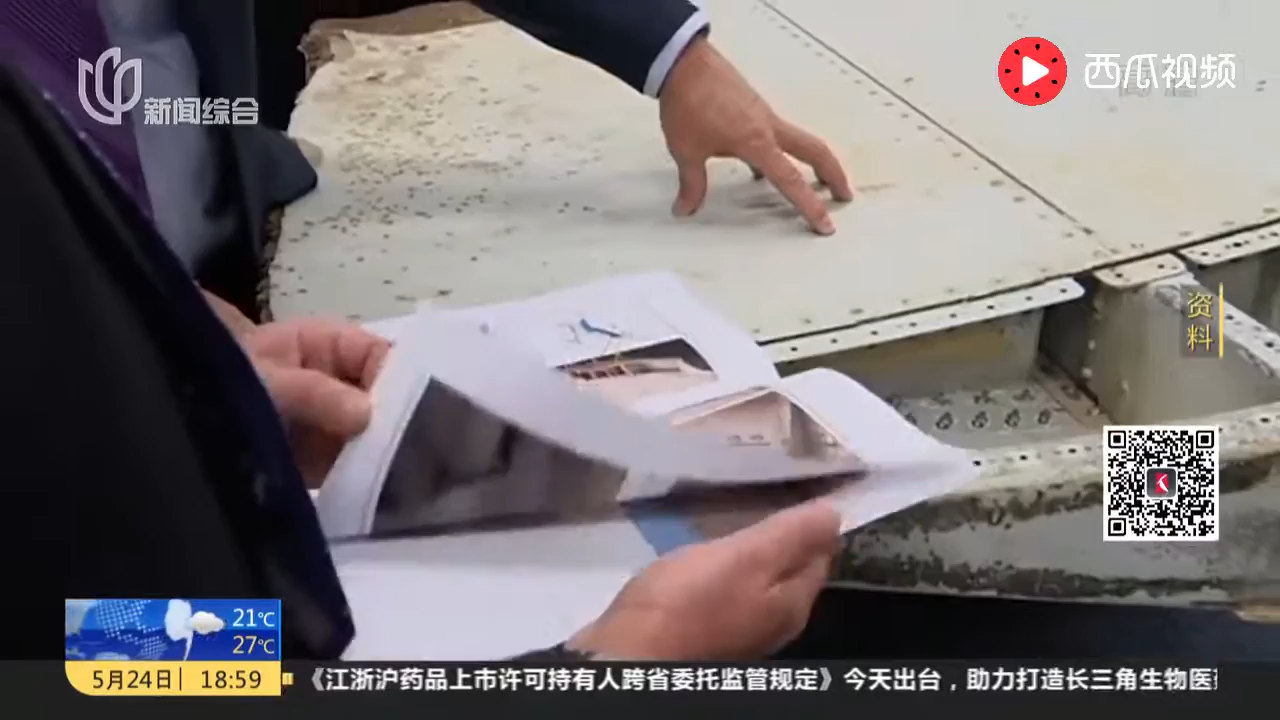 新闻综合
西瓜视频
资料
21℃
27℃
5月24日 18:59
《江浙沪药品上市许可持有人跨省委托监管规定》今天出台，助力打造长三角生物医